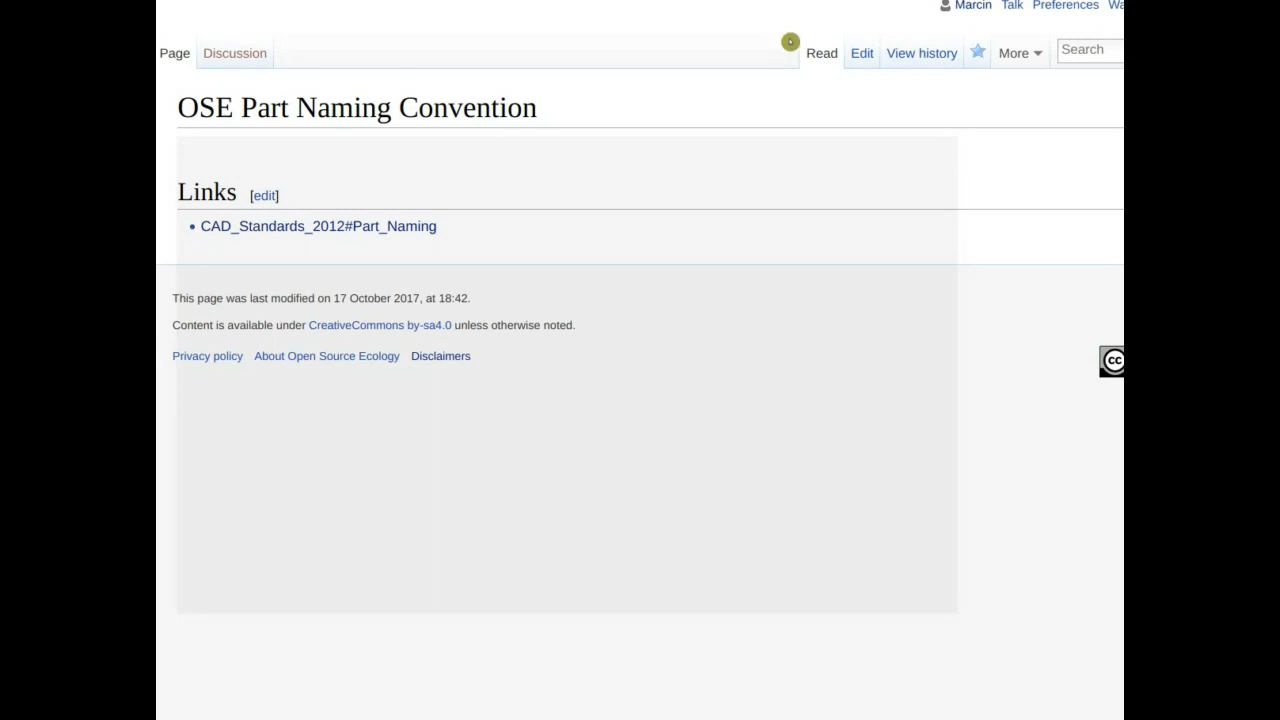 Marcin Talk Preferences Wa
Page Discussion Read Edit View history More Search
OSE Part Naming Convention
Links [edit]
CAD_Standards_2012#Part_Naming
This page was last modified on 17 October 2017, at 18:42.
Content is available under CreativeCommons by-sa4.0 unless otherwise noted.
Privacy policy About Open Source Ecology Disclaimers
cc